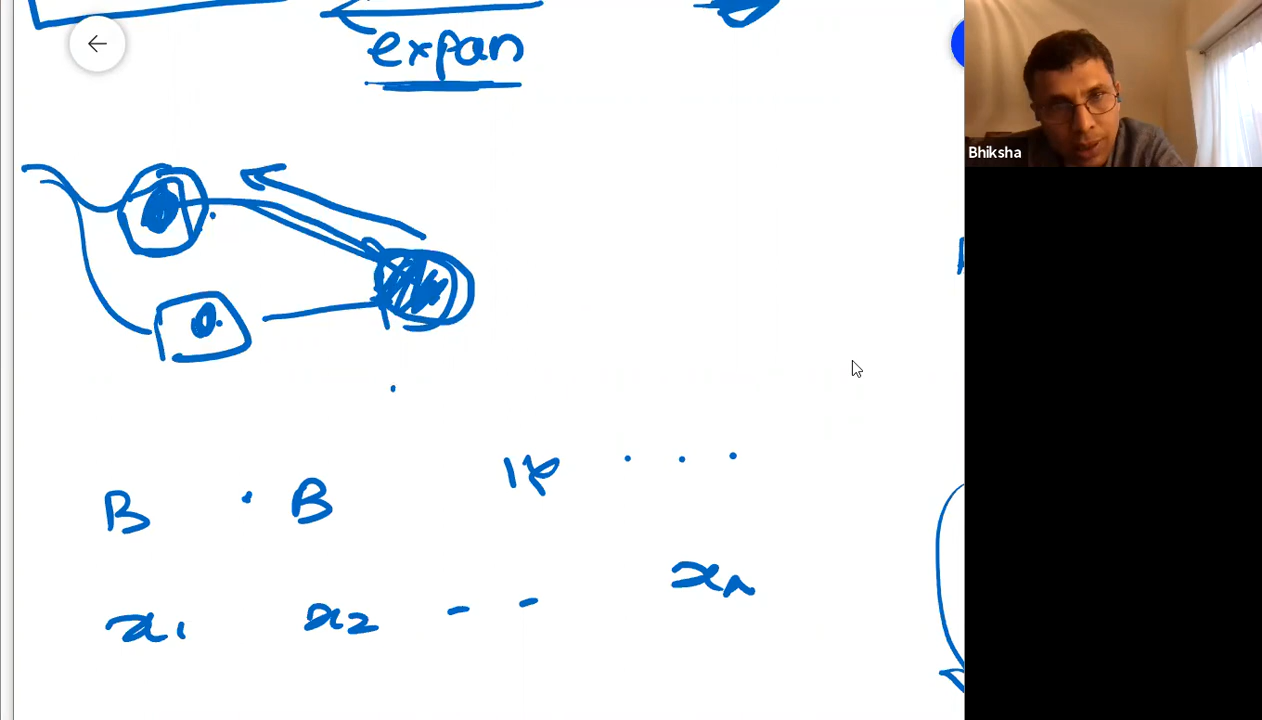 expan
Bhiksha
B . B . . .
x1 x2 - - xn